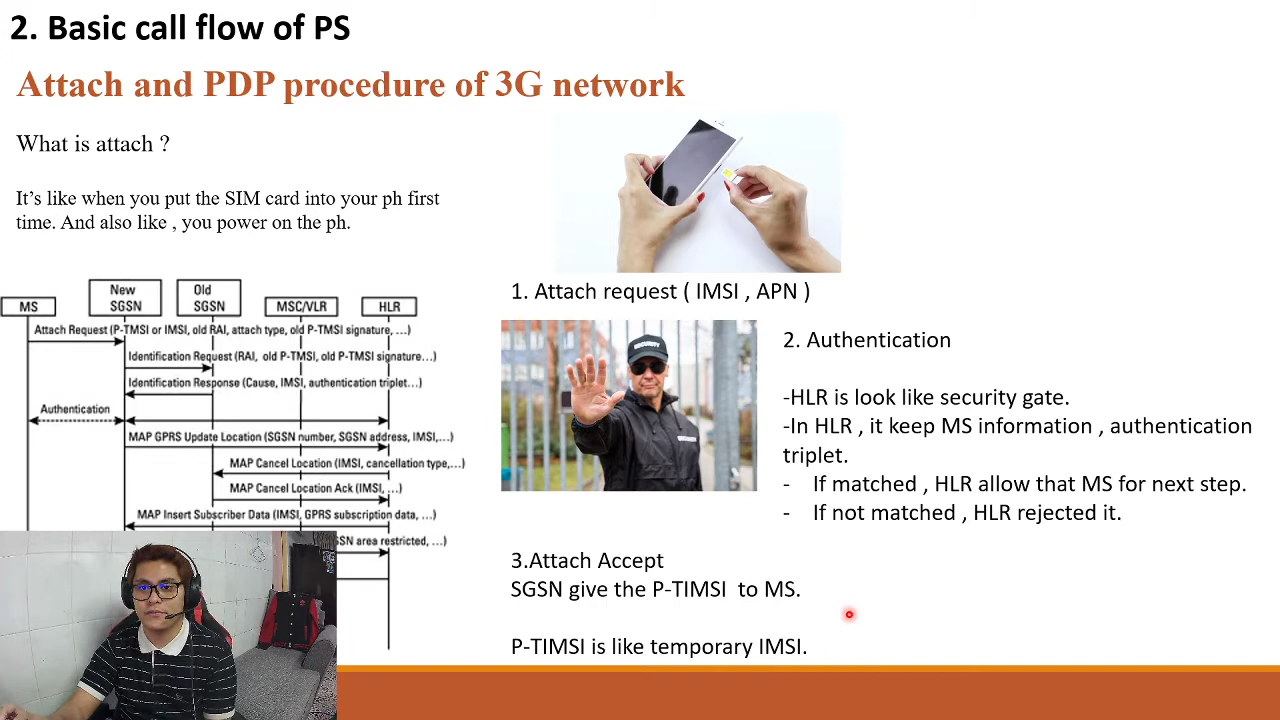 2. Basic call flow of PS
Attach and PDP procedure of 3G network
What is attach ?
It’s like when you put the SIM card into your ph first
time. And also like , you power on the ph.
MS
New
SGSN
Old
SGSN
MSC/VLR
HLR
Attach Request (P-TMSI or IMSI, old RAI, attach type, old P-TMSI signature, ...)
Identification Request (RAI, old P-TMSI, old P-TMSI signature...)
Identification Response (Cause, IMSI, authentication triplet...)
Authentication
MAP GPRS Update Location (SGSN number, SGSN address, IMSI,...)
MAP Cancel Location (IMSI, cancellation type,...)
MAP Cancel Location Ack (IMSI, ...)
MAP Insert Subscriber Data (IMSI, GPRS subscription data, ...)
area restricted, ...)
1. Attach request ( IMSI , APN )
SECURITY
2. Authentication
-HLR is look like security gate.
-In HLR , it keep MS information , authentication
triplet.
- If matched , HLR allow that MS for next step.
- If not matched , HLR rejected it.
3.Attach Accept
SGSN give the P-TIMSI to MS.
P-TIMSI is like temporary IMSI.